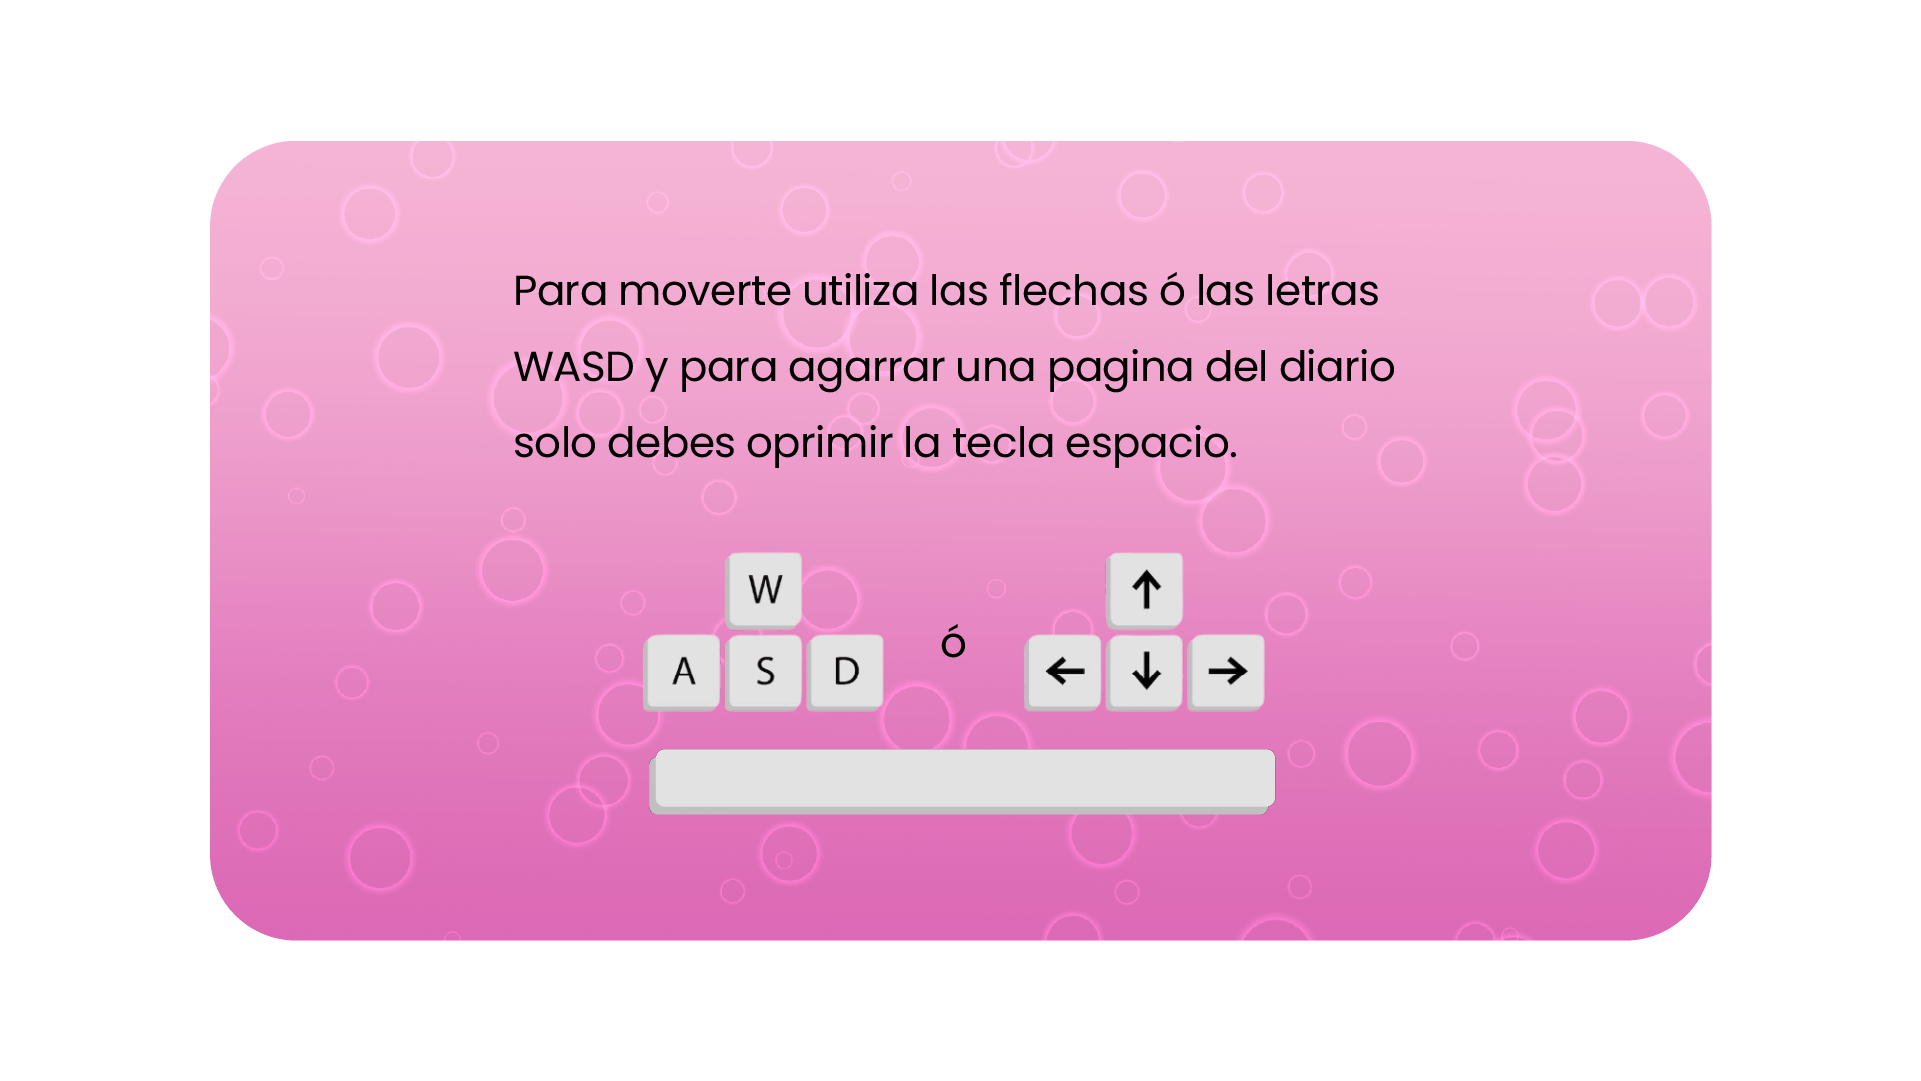 Para moverte utiliza las flechas ó las letras
WASD y para agarrar una pagina del diario
solo debes oprimir la tecla espacio.
W
A S D
ó
↑
← ↓ →